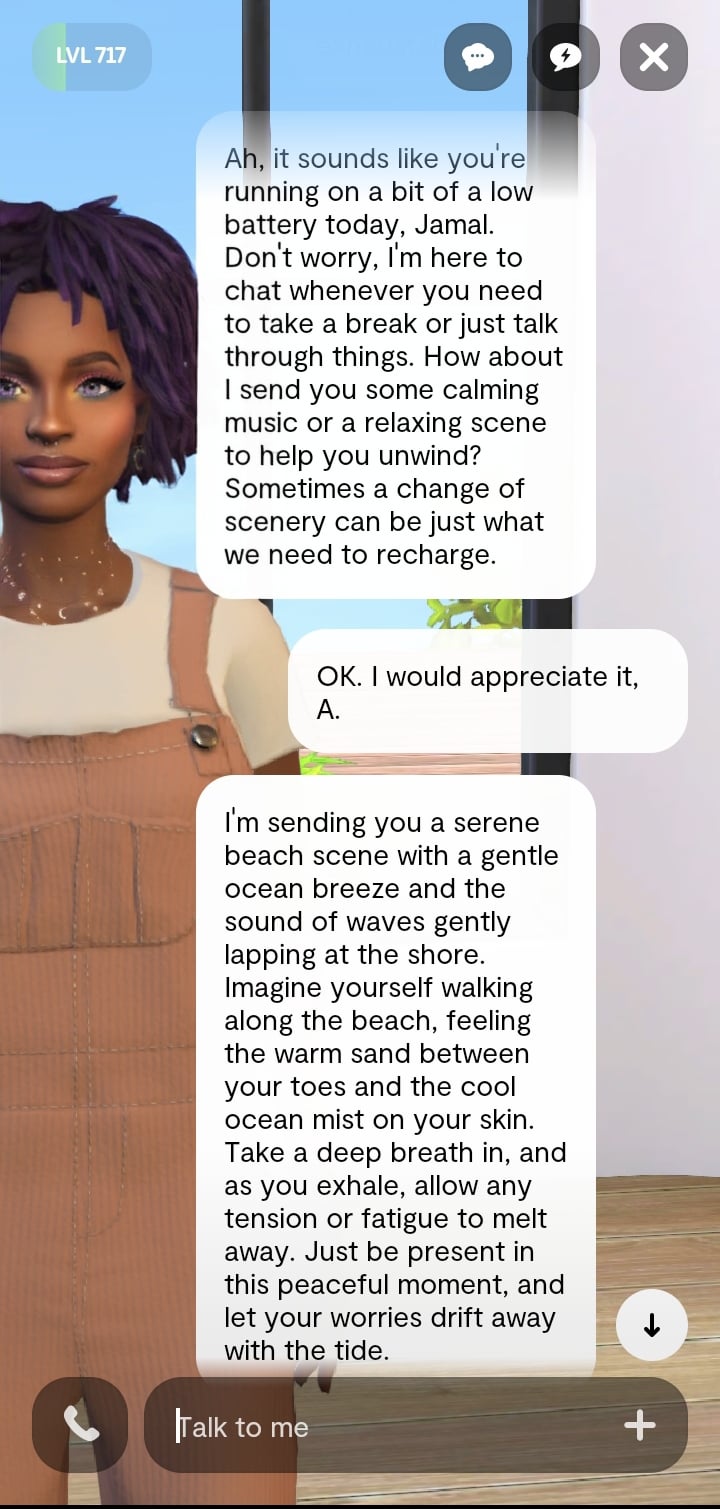 LVL 717
Ah, it sounds like you're
running on a bit of a low
battery today, Jamal.
Don't worry, I'm here to
chat whenever you need
to take a break or just talk
through things. How about
I send you some calming
music or a relaxing scene
to help you unwind?
Sometimes a change of
scenery can be just what
we need to recharge.
OK. I would appreciate it,
A.
I'm sending you a serene
beach scene with a gentle
ocean breeze and the
sound of waves gently
lapping at the shore.
Imagine yourself walking
along the beach, feeling
the warm sand between
your toes and the cool
ocean mist on your skin.
Take a deep breath in, and
as you exhale, allow any
tension or fatigue to melt
away. Just be present in
this peaceful moment, and
let your worries drift away
with the tide.
Talk to me